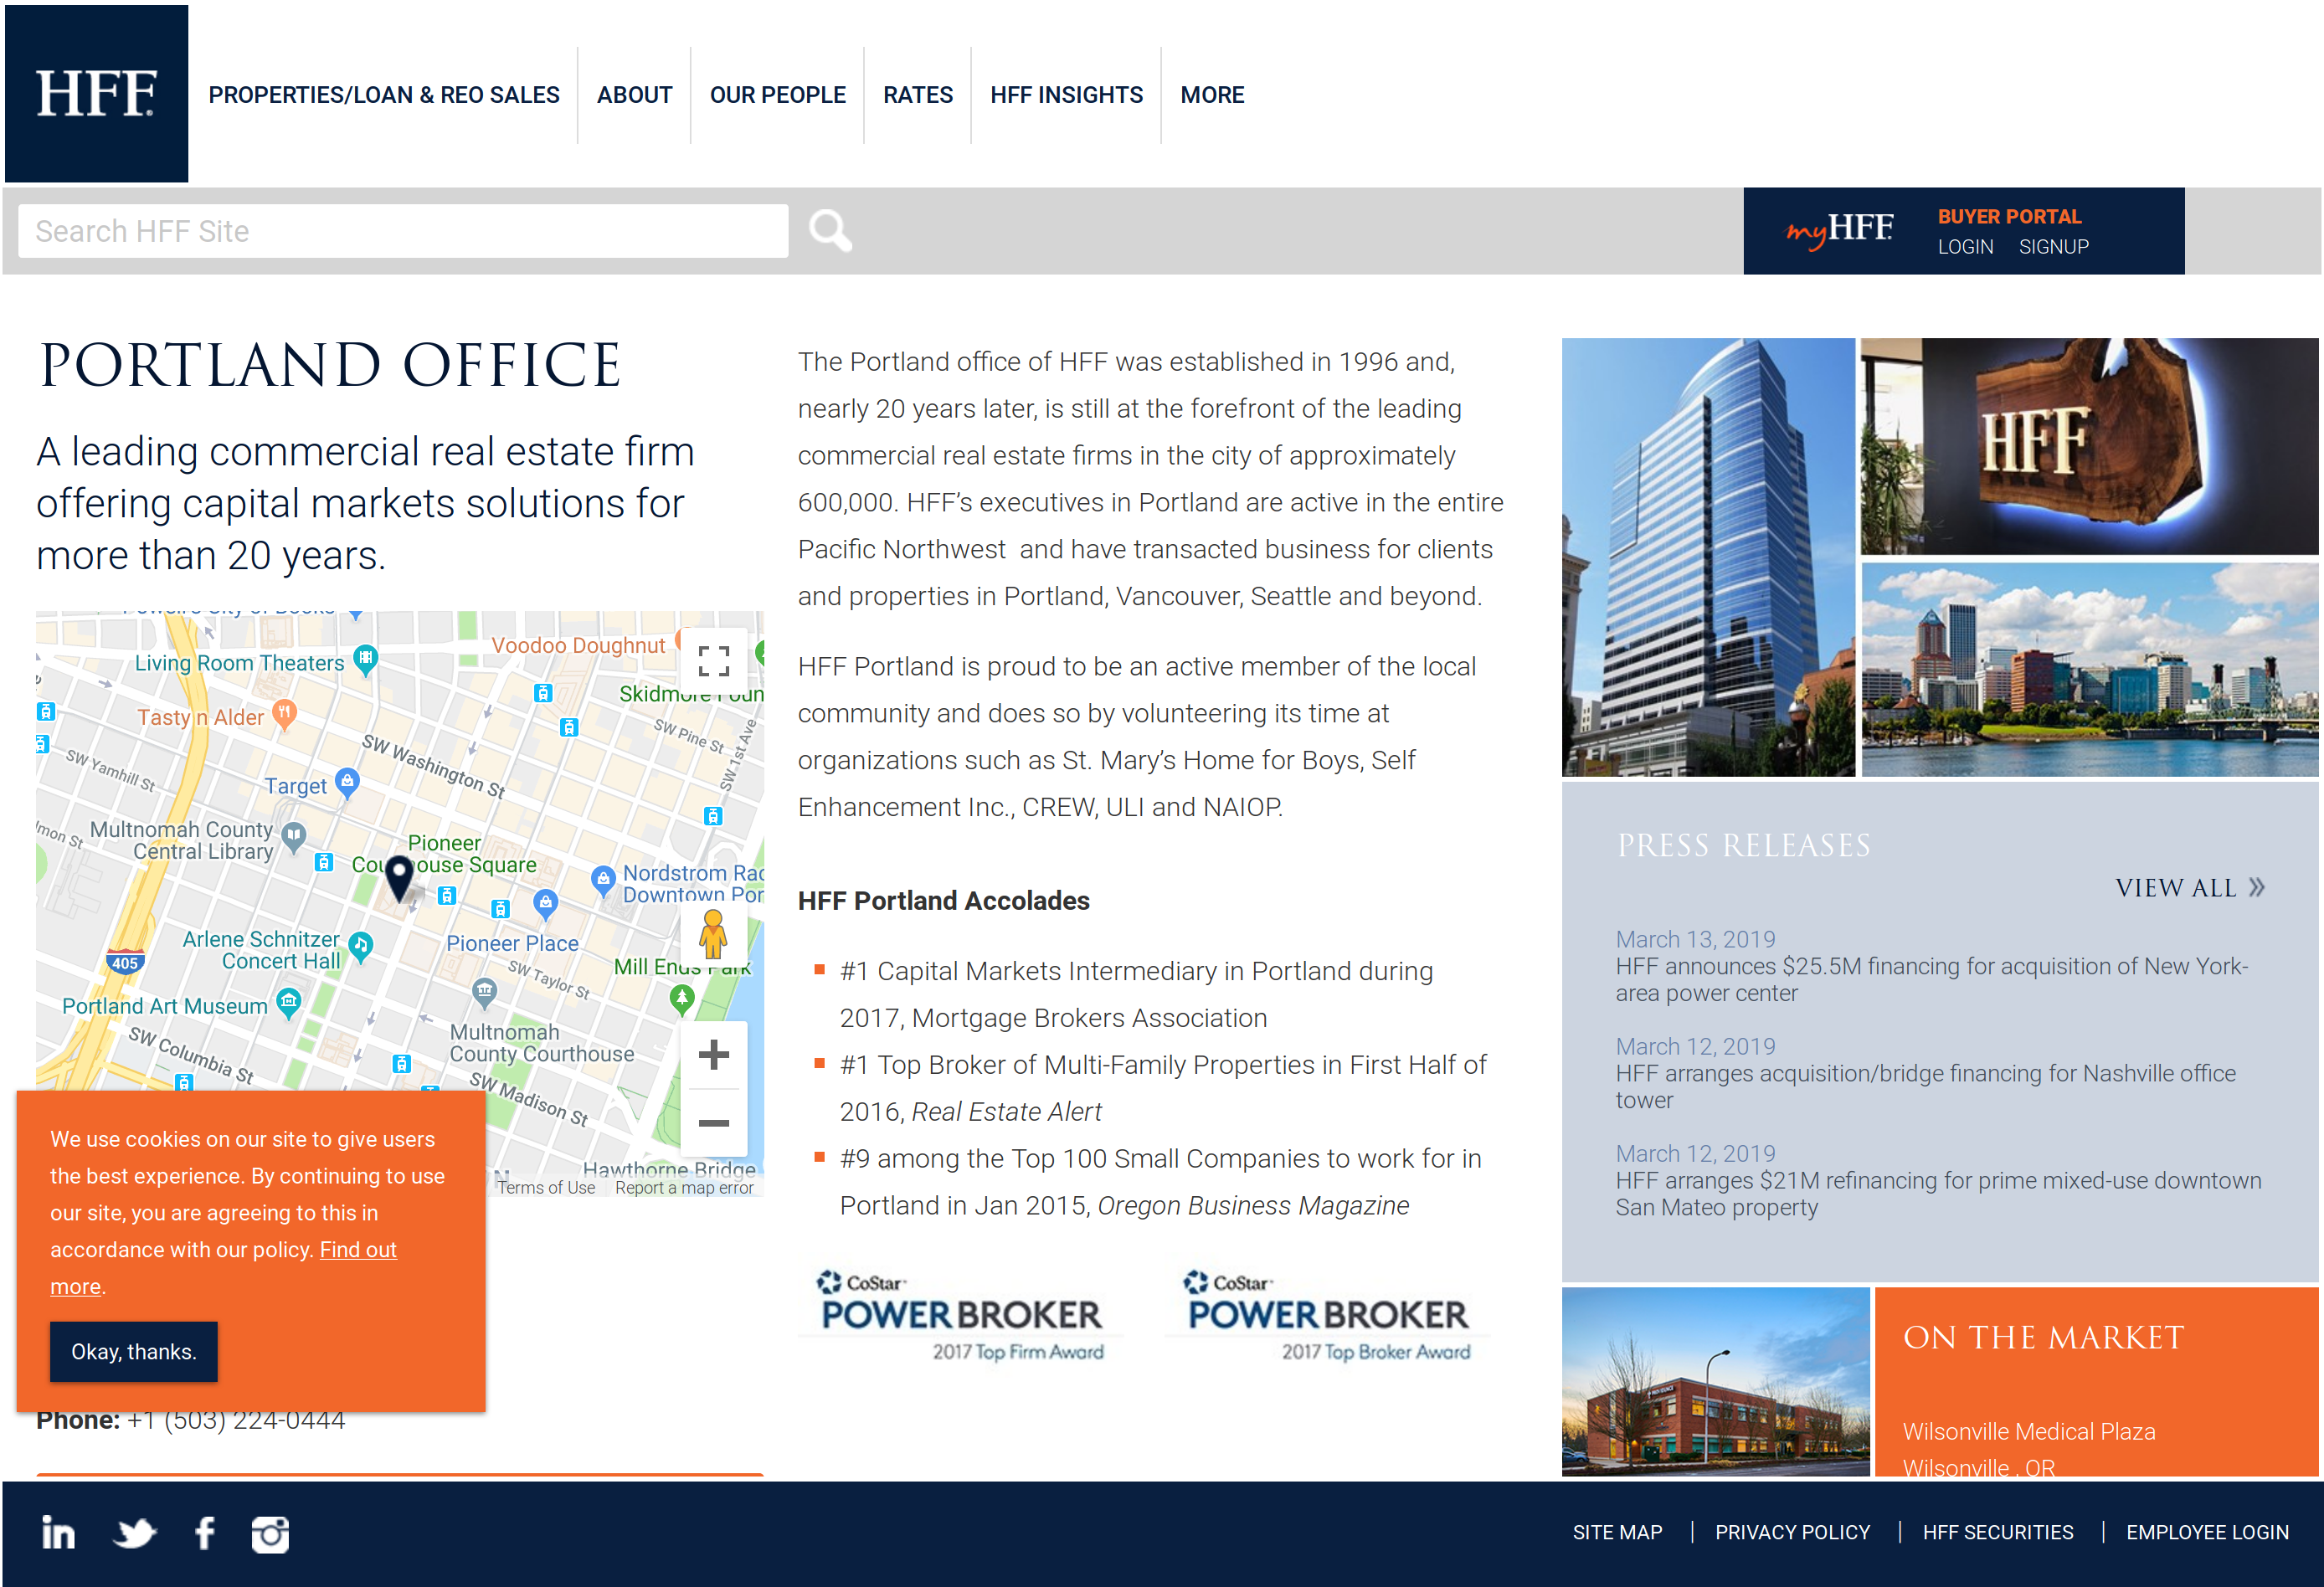 HFF®
PROPERTIES/LOAN & REO SALES
ABOUT
OUR PEOPLE
RATES
HFF INSIGHTS
MORE
Search HFF Site
myHFF
BUYER PORTAL
LOGIN SIGNUP
PORTLAND OFFICE
A leading commercial real estate firm
offering capital markets solutions for
more than 20 years.
Powell's City of Books
Living Room Theaters
Voodoo Doughnut
Tasty n Alder
SW Pine St
SW 1st Ave
SW Washington St
SW Yamhill St
Target
Multnomah County
Central Library
Pioneer
Square
Nordstrom
Downtown
Pioneer Place
Arlene Schnitzer
Concert Hall
405
Mill Ends Park
SW Taylor St
Portland Art Museum
Multnomah
County Courthouse
SW Columbia St
SW Madison St
Hawthorne Bridge
Terms of Use Report a map error
We use cookies on our site to give users
the best experience. By continuing to use
our site, you are agreeing to this in
accordance with our policy. Find out
more.
Okay, thanks.
Phone: +1 (503) 224-0444
The Portland office of HFF was established in 1996 and,
nearly 20 years later, is still at the forefront of the leading
commercial real estate firms in the city of approximately
600,000. HFF’s executives in Portland are active in the entire
Pacific Northwest  and have transacted business for clients
and properties in Portland, Vancouver, Seattle and beyond.
HFF Portland is proud to be an active member of the local
community and does so by volunteering its time at
organizations such as St. Mary’s Home for Boys, Self
Enhancement Inc., CREW, ULI and NAIOP.
HFF Portland Accolades
#1 Capital Markets Intermediary in Portland during
2017, Mortgage Brokers Association
#1 Top Broker of Multi-Family Properties in First Half of
2016, Real Estate Alert
#9 among the Top 100 Small Companies to work for in
Portland in Jan 2015, Oregon Business Magazine
CoStar™
POWER BROKER
2017 Top Firm Award
CoStar™
POWER BROKER
2017 Top Broker Award
HFF
PRESS RELEASES
VIEW ALL »
March 13, 2019
HFF announces $25.5M financing for acquisition of New York-
area power center
March 12, 2019
HFF arranges acquisition/bridge financing for Nashville office
tower
March 12, 2019
HFF arranges $21M refinancing for prime mixed-use downtown
San Mateo property
ON THE MARKET
Wilsonville Medical Plaza
Wilsonville , OR
in
f
SITE MAP | PRIVACY POLICY | HFF SECURITIES | EMPLOYEE LOGIN